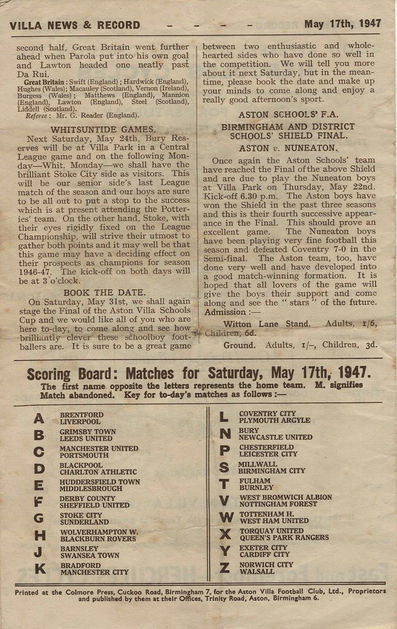 VILLA NEWS & RECORD - - - May 17th, 1947
second half, Great Britain went further
ahead when Parola put into his own goal
and Lawton headed one neatly past
Da Rui.
Great Britain: Swift (England); Hardwick (England),
Hughes (Wales); Macauley (Scotland), Vernon (Ireland),
Burgess (Wales); Matthews (England), Mannion
(England), Lawton (England), Steel (Scotland),
Liddell (Scotland).
Referee: Mr. G. Reader (England).
WHITSUNTIDE GAMES.
Next Saturday, May 24th, Bury Res-
erves will be at Villa Park in a Central
League game and on the following Mon-
day—Whit. Monday—we shall have the
brilliant Stoke City side as visitors. This
will be our senior side's last League
match of the season and our boys are sure
to be all out to put a stop to the success
which is at present attending the Potter-
ies' team. On the other hand, Stoke, with
their eyes rigidly fixed on the League
Championship, will strive their utmost to
gather both points and it may well be that
this game may have a deciding effect on
their prospects as champions for season
1946-47. The kick-off on both days will
be at 3 o'clock.
BOOK THE DATE.
On Saturday, May 31st, we shall again
stage the Final of the Aston Villa Schools
Cup and we would like all of you who are
here to-day, to come along and see how
brilliantly clever these schoolboy foot-
ballers are. It is sure to be a great game
between two enthusiastic and whole-
hearted sides who have done so well in
the competition. We will tell you more
about it next Saturday, but in the mean-
time, please book the date and make up
your minds to come along and enjoy a
really good afternoon's sport.
ASTON SCHOOLS' F.A.
BIRMINGHAM AND DISTRICT
SCHOOLS' SHIELD FINAL.
ASTON v. NUNEATON.
Once again the Aston Schools' team
have reached the Final of the above Shield
and are due to play the Nuneaton boys
at Villa Park on Thursday, May 22nd.
Kick-off 6.30 p.m. The Aston boys have
won the Shield in the past three seasons
and this is their fourth successive appear-
ance in the Final. This should prove an
excellent game. The Nuneaton boys
have been playing very fine football this
season and defeated Coventry 7-0 in the
Semi-final. The Aston team, too, have
done very well and have developed into
a good match-winning formation. It is
hoped that all lovers of the game will
give the boys their support and come
along and see the "stars" of the future.
Admission:—
Witton Lane Stand. Adults, 1/6,
Children, 6d.
Ground. Adults, 1/–, Children, 3d.
Scoring Board: Matches for Saturday, May 17th, 1947.
The first name opposite the letters represents the home team. M. signifies
Match abandoned. Key for to-day's matches as follows:—
A BRENTFORD
LIVERPOOL
B GRIMSBY TOWN
LEEDS UNITED
C MANCHESTER UNITED
PORTSMOUTH
D BLACKPOOL
CHARLTON ATHLETIC
E HUDDERSFIELD TOWN
MIDDLESBROUGH
F DERBY COUNTY
SHEFFIELD UNITED
G STOKE CITY
SUNDERLAND
H WOLVERHAMPTON W.
BLACKBURN ROVERS
J BARNSLEY
SWANSEA TOWN
K BRADFORD
MANCHESTER CITY
L COVENTRY CITY
PLYMOUTH ARGYLE
N BURY
NEWCASTLE UNITED
P CHESTERFIELD
LEICESTER CITY
S MILLWALL
BIRMINGHAM CITY
T FULHAM
BURNLEY
V WEST BROMWICH ALBION
NOTTINGHAM FOREST
W TOTTENHAM H.
WEST HAM UNITED
X TORQUAY UNITED
QUEEN'S PARK RANGERS
Y EXETER CITY
CARDIFF CITY
Z NORWICH CITY
WALSALL
Printed at the Colmore Press, Cuckoo Road, Birmingham 7, for the Aston Villa Football Club, Ltd., Proprietors
and published by them at their Offices, Trinity Road, Aston, Birmingham 6.